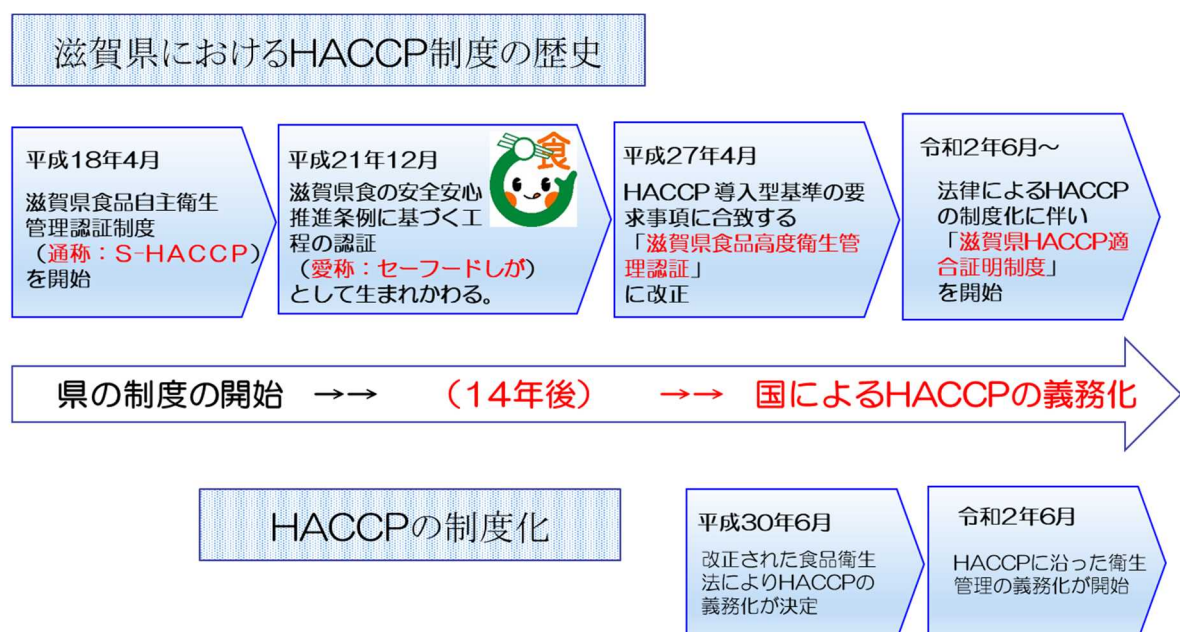 滋賀県におけるHACCP制度の歴史
平成18年4月
滋賀県食品自主衛生
管理認証制度
（通称：S-HACCP）
を開始
平成21年12月
食
滋賀県食の安全安心
推進条例に基づく工
程の認証
（愛称：セーフードしが）
として生まれかわる。
平成27年4月
HACCP 導入型基準の要
求事項に合致する
「滋賀県食品高度衛生管
理認証」
に改正
令和2年6月～
法律によるHACCP
の制度化に伴い
「滋賀県HACCP適
合証明制度」
を開始
県の制度の開始 →→ （14年後） →→ 国によるHACCPの義務化
HACCPの制度化
平成30年6月
改正された食品衛生
法によりHACCPの
義務化が決定
令和2年6月
HACCPに沿った衛生
管理の義務化が開始